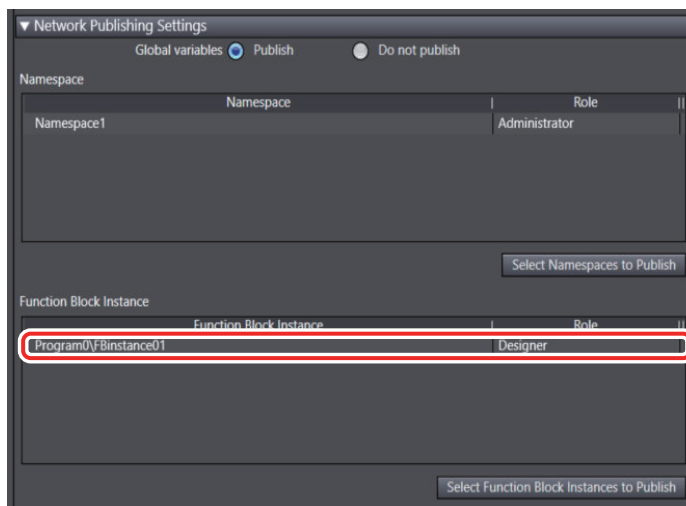 ▼ Network Publishing Settings
Global variables Publish Do not publish
Namespace
Namespace | Role ||
Namespace1 Administrator
Select Namespaces to Publish
Function Block Instance
Function Block Instance | Role ||
Program0\FBinstance01 Designer
Select Function Block Instances to Publish